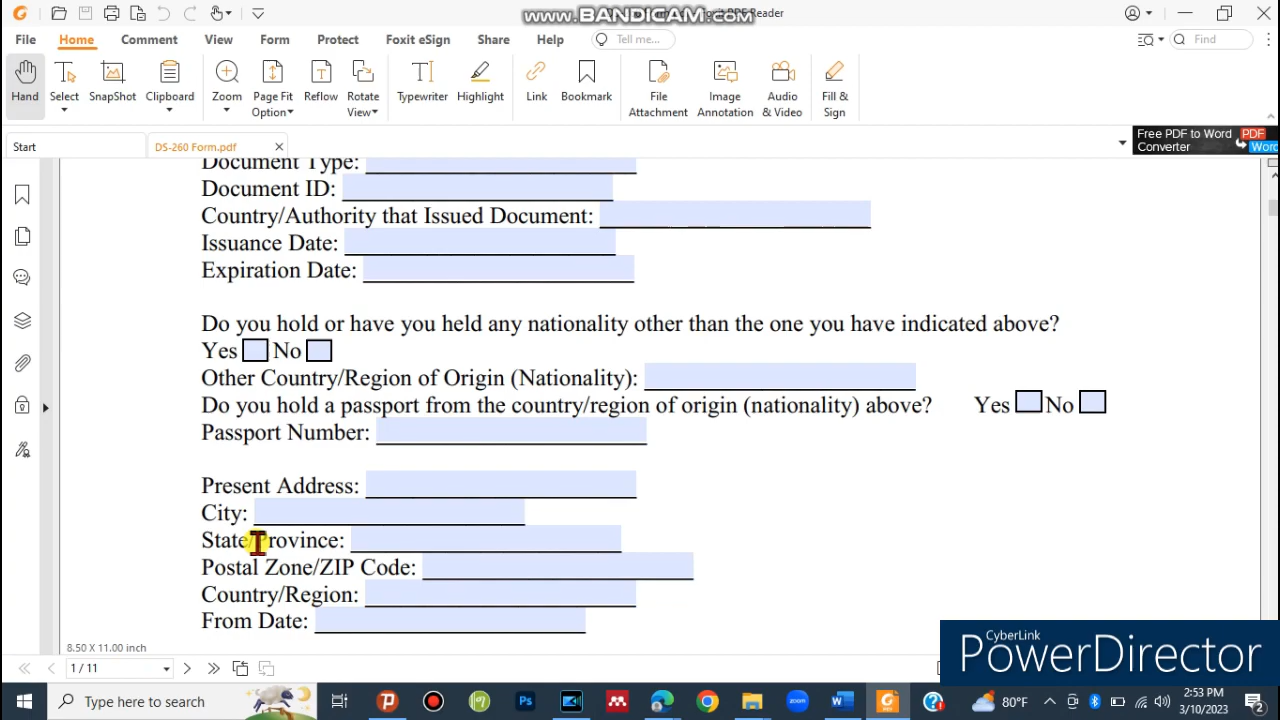 www.BANDICAM.com
PDF Reader
File Home Comment View Form Protect Foxit eSign Share Help Tell me... Find
Hand Select SnapShot Clipboard Zoom Page Fit Option Reflow Rotate View Typewriter Highlight Link Bookmark File Attachment Image Annotation Audio & Video Fill & Sign
Start DS-260 Form.pdf
Free PDF to Word Converter PDF Word
Document Type:
Document ID:
Country/Authority that Issued Document:
Issuance Date:
Expiration Date:
Do you hold or have you held any nationality other than the one you have indicated above?
Yes No
Other Country/Region of Origin (Nationality):
Do you hold a passport from the country/region of origin (nationality) above? Yes No
Passport Number:
Present Address:
City:
State/Province:
Postal Zone/ZIP Code:
Country/Region:
From Date:
8.50 X 11.00 inch
CyberLink
PowerDirector
1 / 11
Type here to search
Ps
80°F
2:53 PM
3/10/2023
2